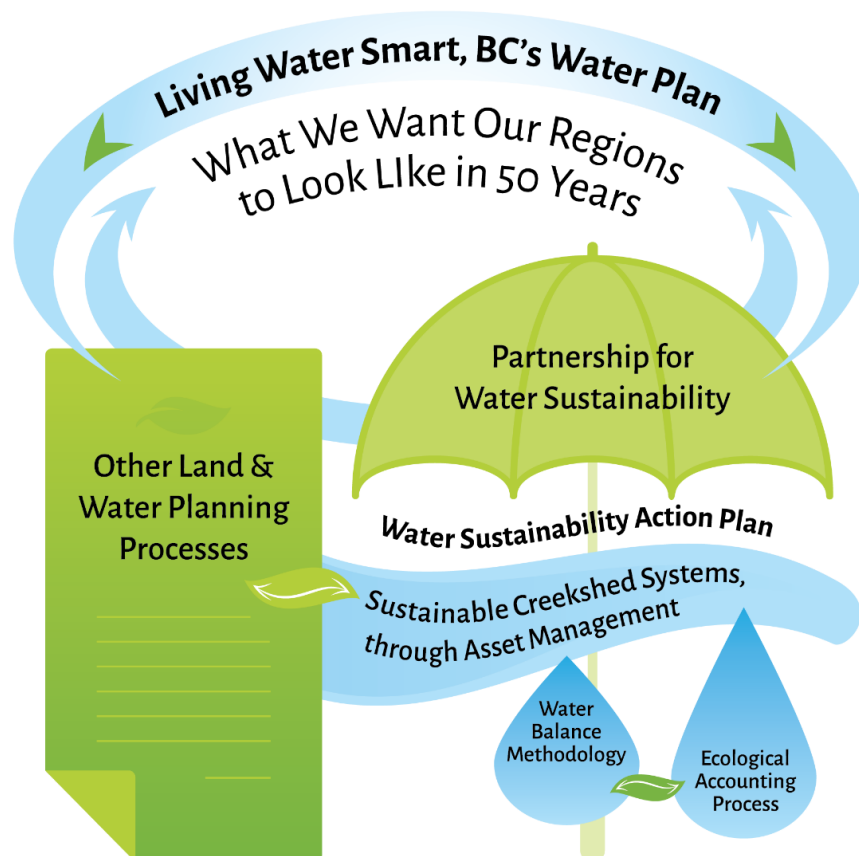 Living Water Smart, BC's Water Plan
What We Want Our Regions
to Look LIke in 50 Years
Partnership for
Water Sustainability
Other Land &
Water Planning
Processes
Water Sustainability Action Plan
Sustainable Creekshed Systems,
through Asset Management
Water
Balance
Methodology
Ecological
Accounting
Process